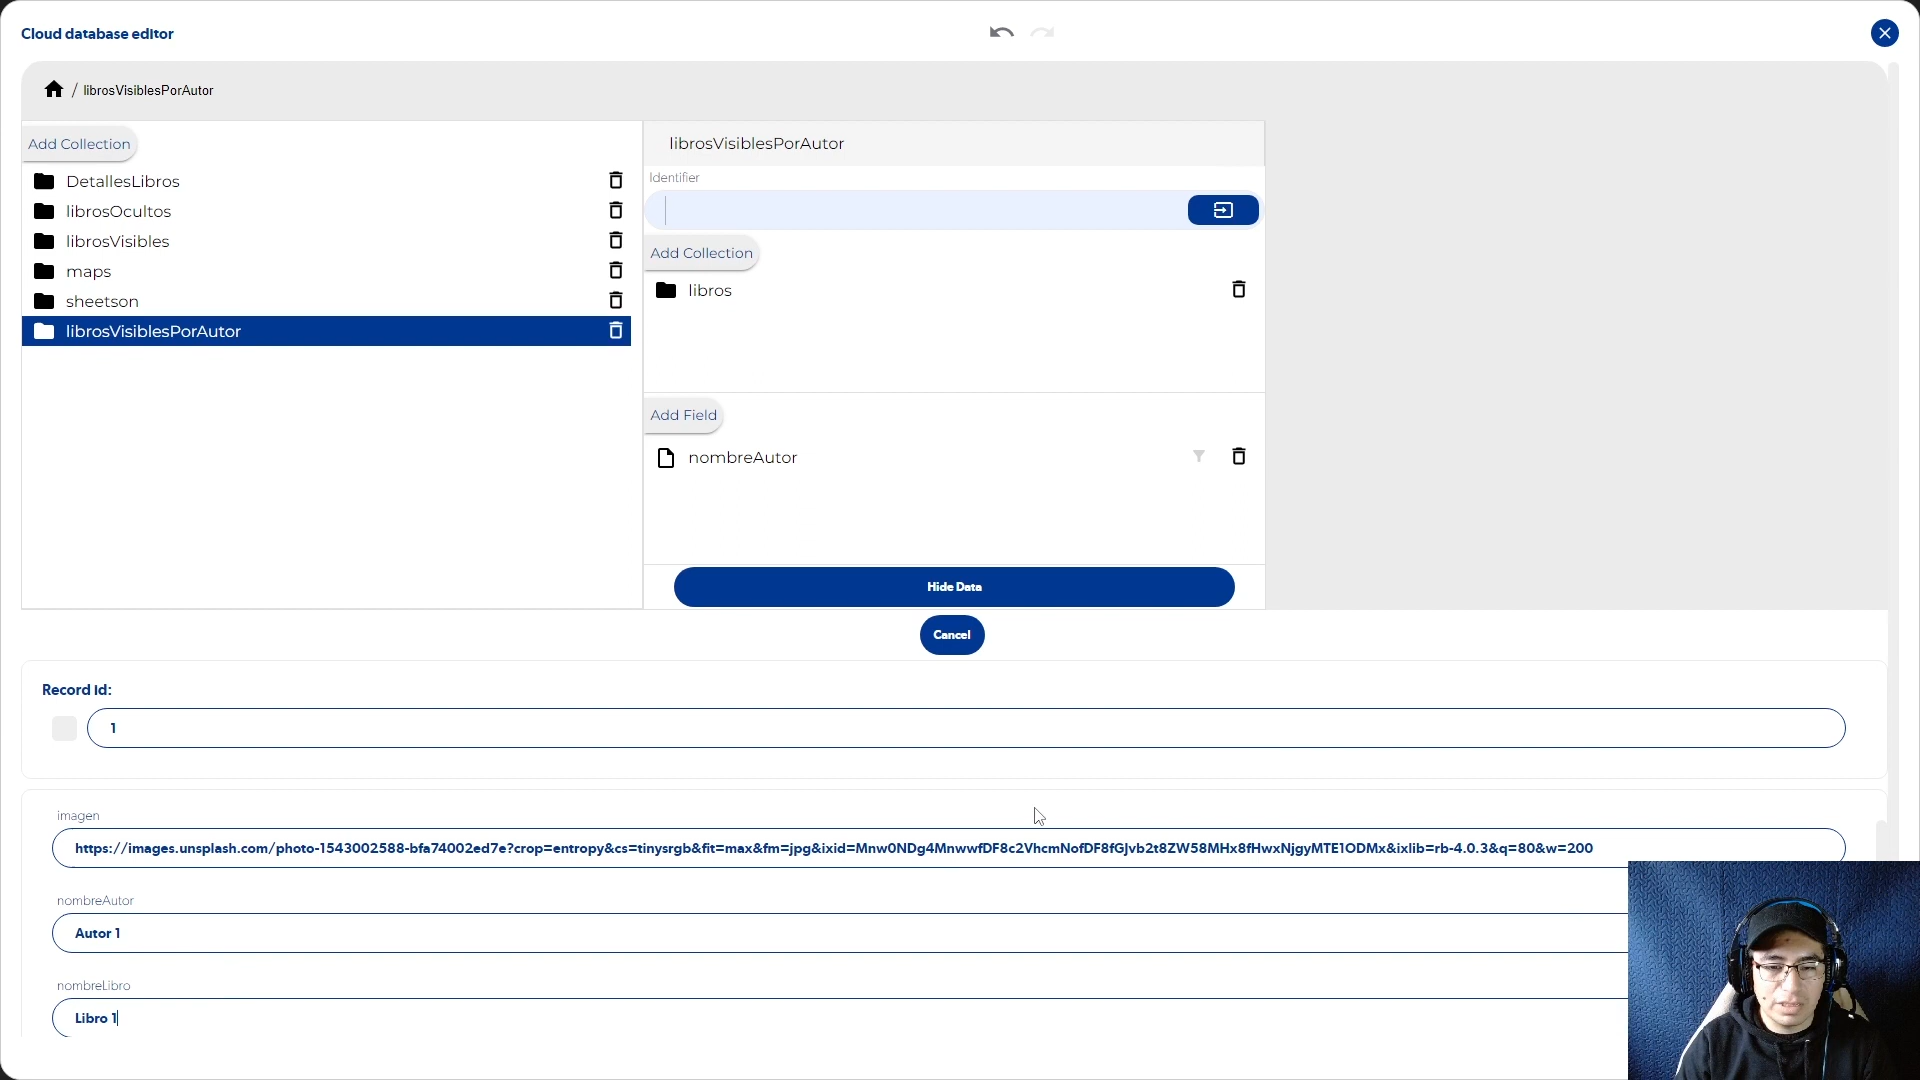 Cloud database editor
/ librosVisiblesPorAutor
Add Collection
DetallesLibros
librosOcultos
librosVisibles
maps
sheetson
librosVisiblesPorAutor
librosVisiblesPorAutor
Identifier
Add Collection
libros
Add Field
nombreAutor
Hide Data
Cancel
Record id:
1
imagen
https://images.unsplash.com/photo-1543002588-bfa74002ed7e?crop=entropy&cs=tinysrgb&fit=max&fm=jpg&ixid=Mnw0NDg4MnwwfDF8c2VhcmNofDF8fGJvb2t8ZW58MHx8fHwxNjgyMTE1ODMx&ixlib=rb-4.0.3&q=80&w=200
nombreAutor
Autor 1
nombreLibro
Libro 1